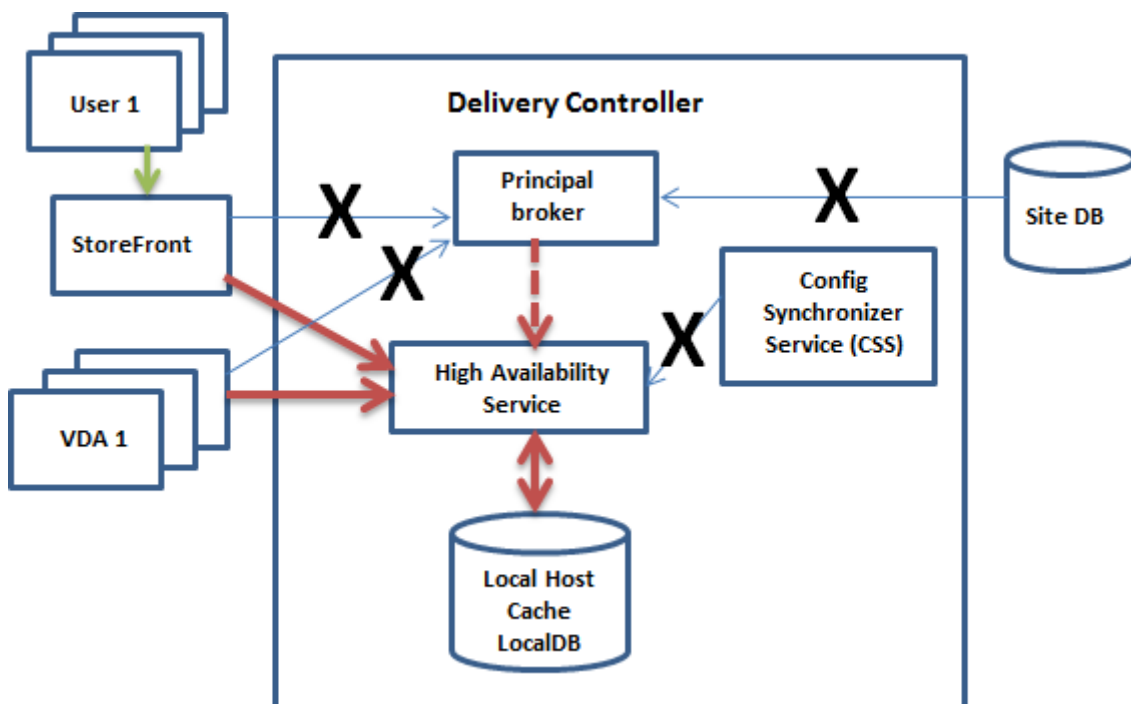 User 1
Delivery Controller
Principal
broker
X
X
StoreFront
Site DB
X
Config
Synchronizer
Service (CSS)
X
High Availability
Service
VDA 1
Local Host
Cache
LocalDB